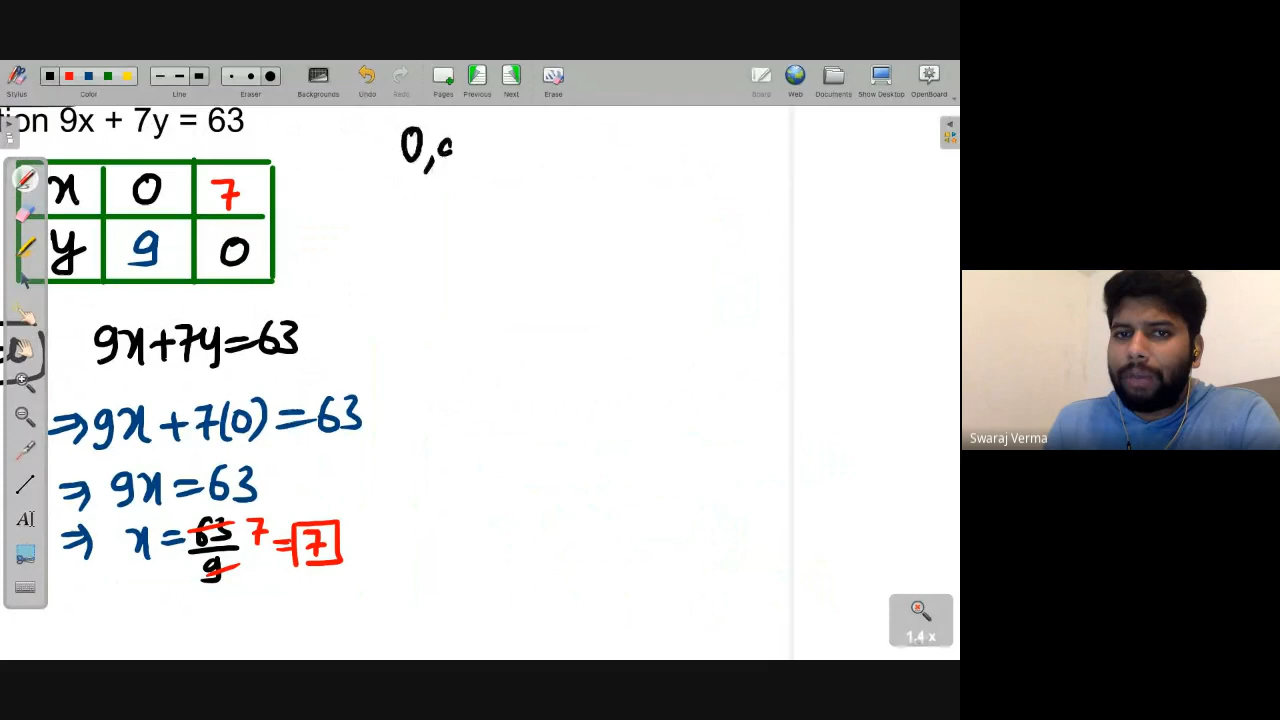 Stylus Color Line Eraser Backgrounds Undo Redo Pages Previous Next Erase Board Web Documents Show Desktop OpenBoard
tion 9x + 7y = 63
0,
x 0 7
y 9 0
9x+7y=63
⇒9x+7(0)=63
⇒ 9x=63
⇒ x=63/9 7 =7
Swaraj Verma
1.4 x